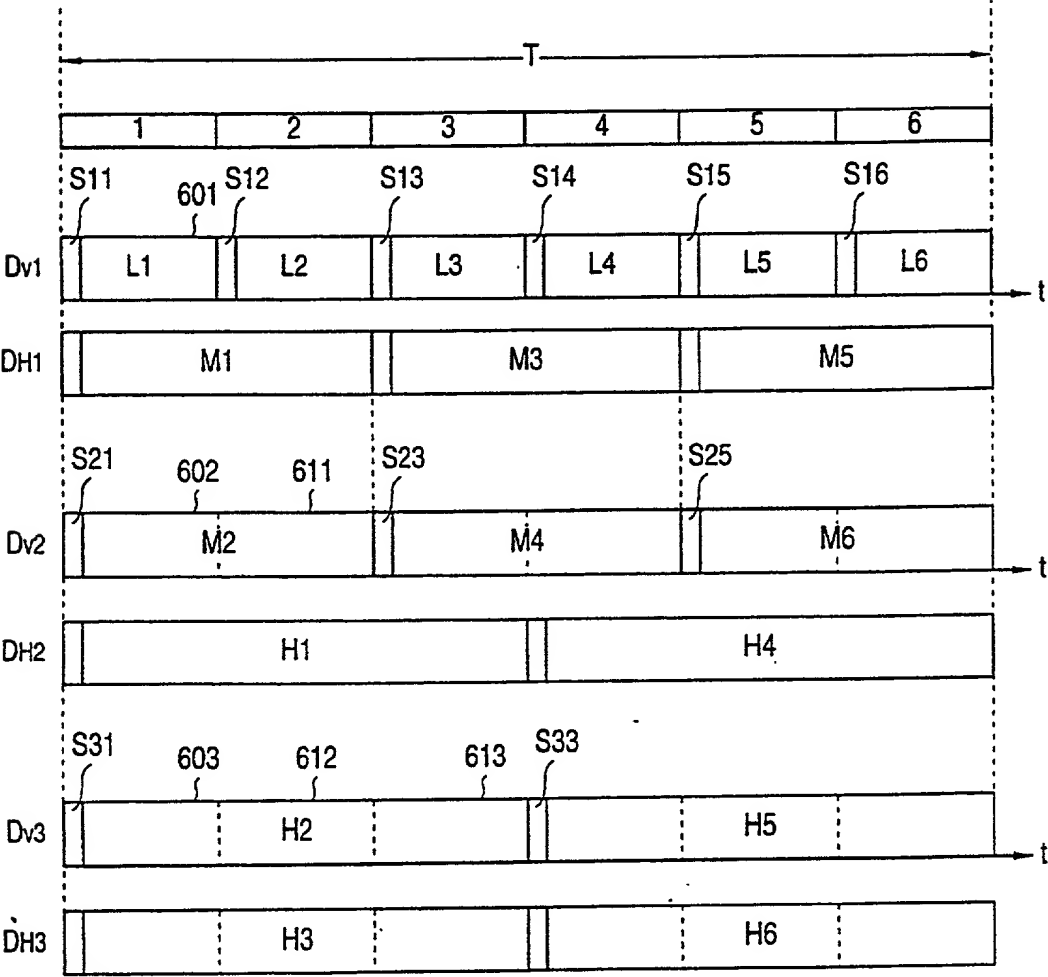 T
1 2 3 4 5 6
S11 601 S12 S13 S14 S15 S16
Dv1 L1 L2 L3 L4 L5 L6 t
DH1 M1 M3 M5
S21 602 611 S23 S25
Dv2 M2 M4 M6 t
DH2 H1 H4
S31 603 612 613 S33
Dv3 H2 H5 t
DH3 H3 H6